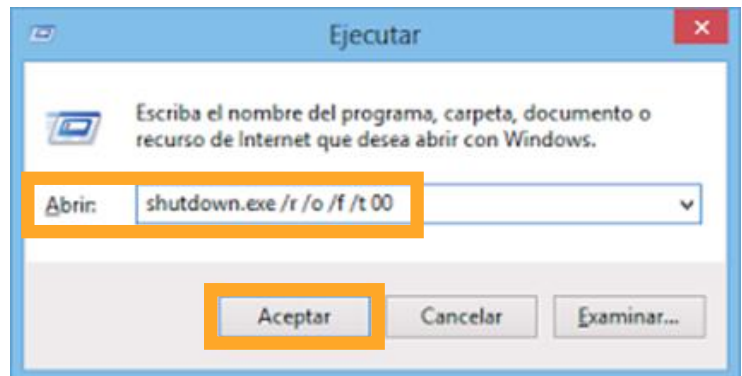 Ejecutar
Escriba el nombre del programa, carpeta, documento o
recurso de Internet que desea abrir con Windows.
Abrir: shutdown.exe /r /o /f /t 00
Aceptar Cancelar Examinar...